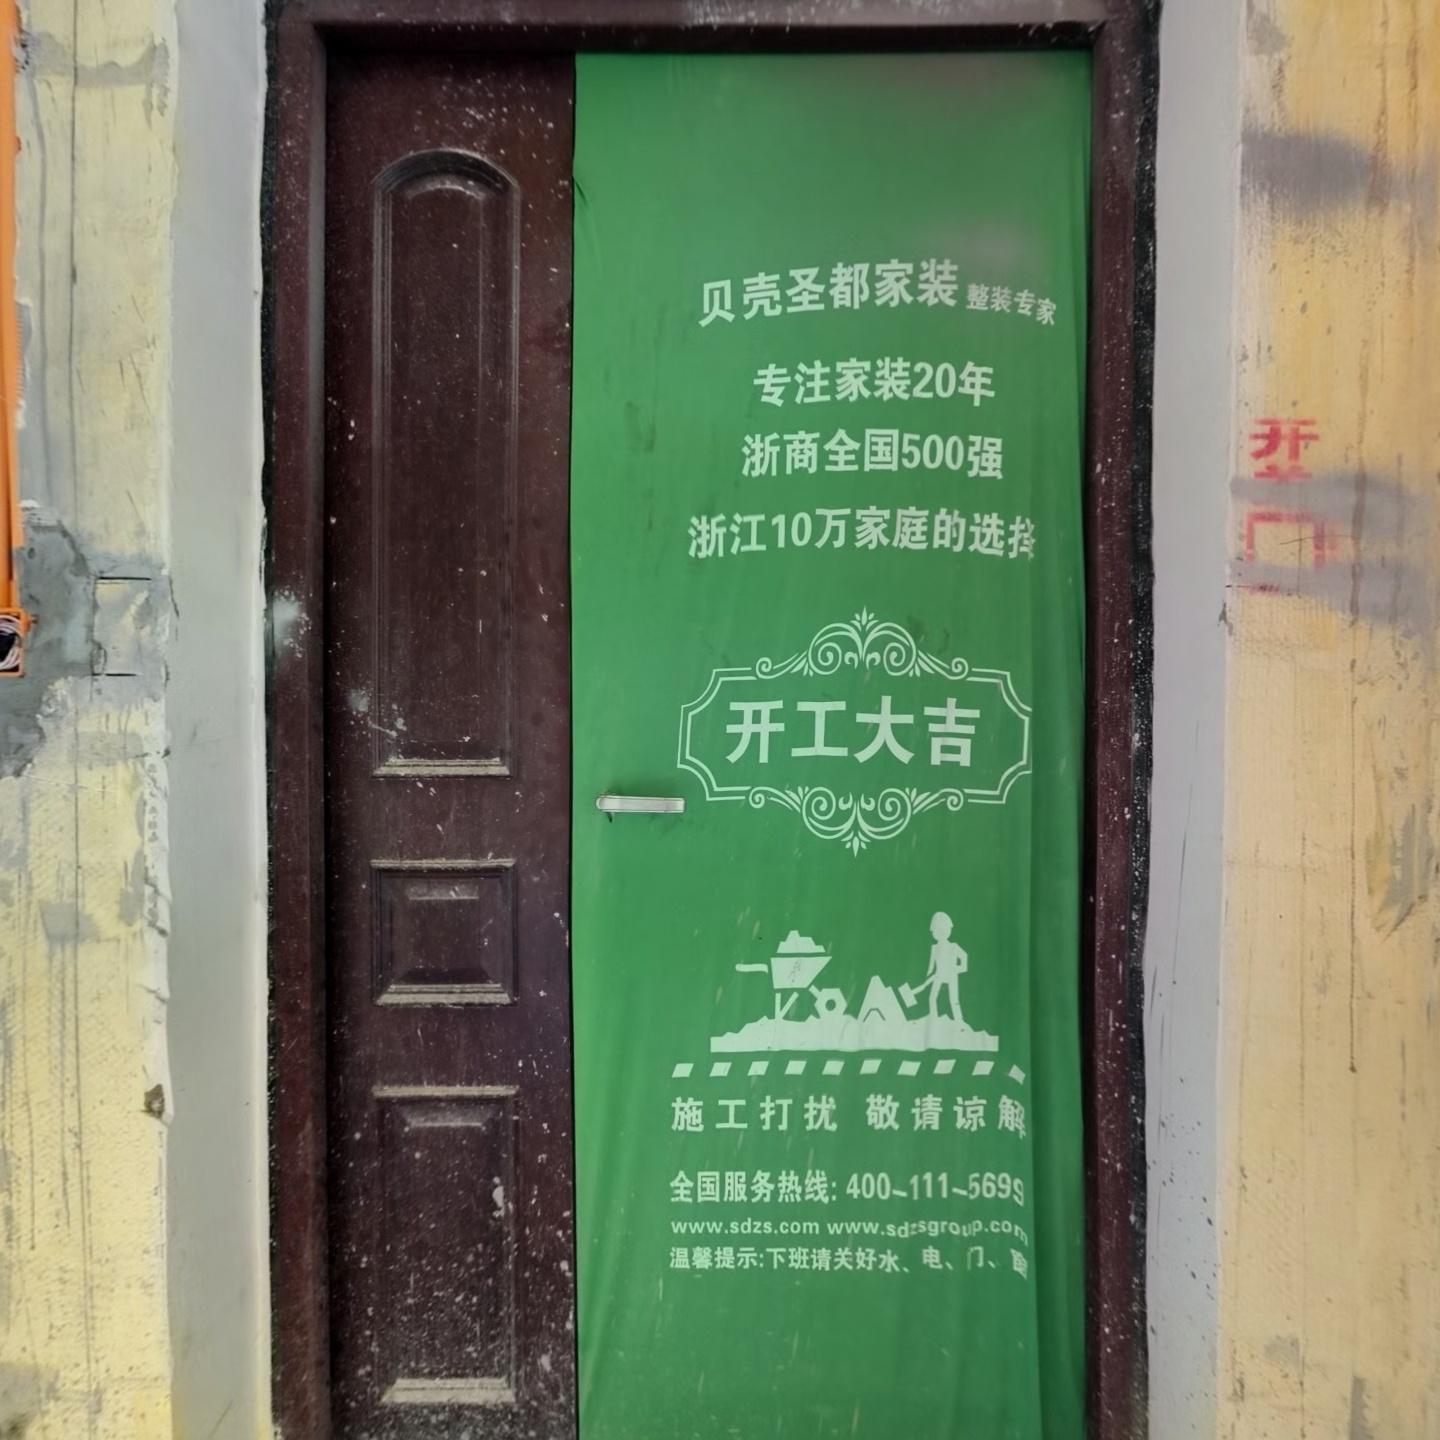 贝壳圣都家装 整装专家
专注家装20年
浙商全国500强
浙江10万家庭的选择
开工大吉
施工打扰 敬请谅解
全国服务热线: 400-111-5699
www.sdzs.com www.sdzsgroup.com
温馨提示:下班请关好水、电、门、窗
开